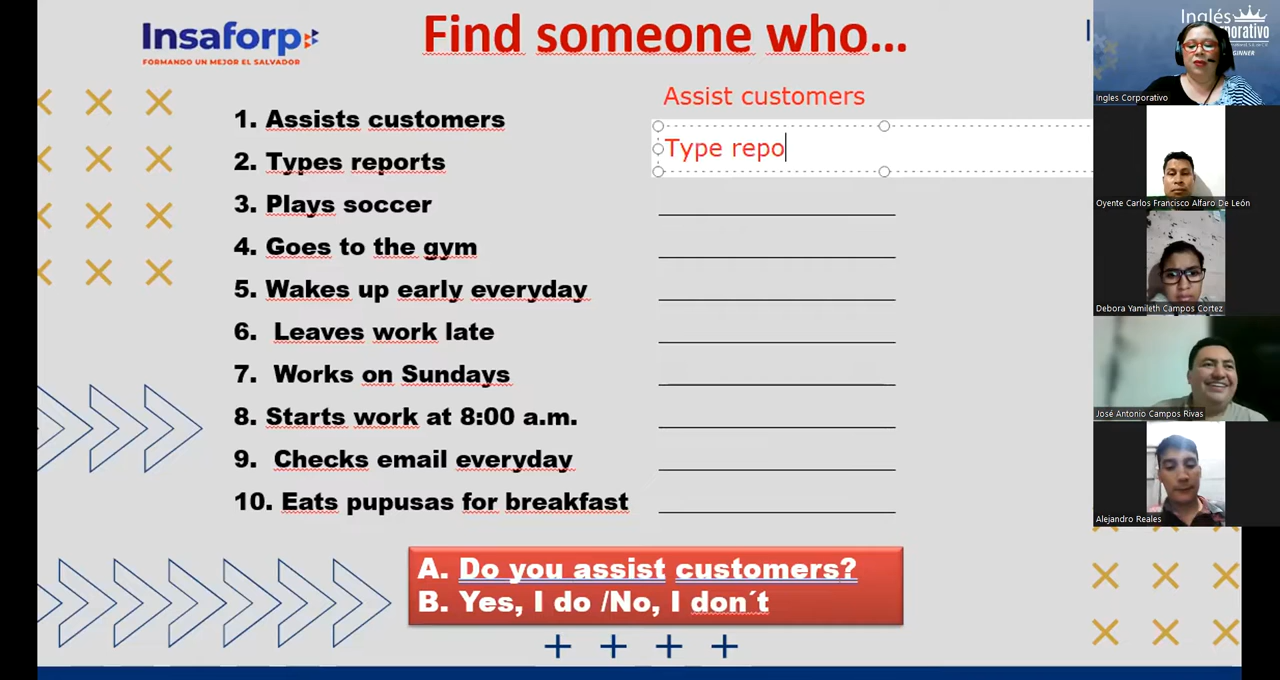 Insaforp
FORMANDO UN MEJOR EL SALVADOR
Find someone who...
Assist customers
Type repo
1. Assists customers
2. Types reports
3. Plays soccer
4. Goes to the gym
5. Wakes up early everyday
6. Leaves work late
7. Works on Sundays
8. Starts work at 8:00 a.m.
9. Checks email everyday
10. Eats pupusas for breakfast
A. Do you assist customers?
B. Yes, I do /No, I don´t
Inglés
Ingles Corporativo
Oyente Carlos Francisco Alfaro De León
Debora Yamileth Campos Cortez
José Antonio Campos Rivas
Alejandro Reales